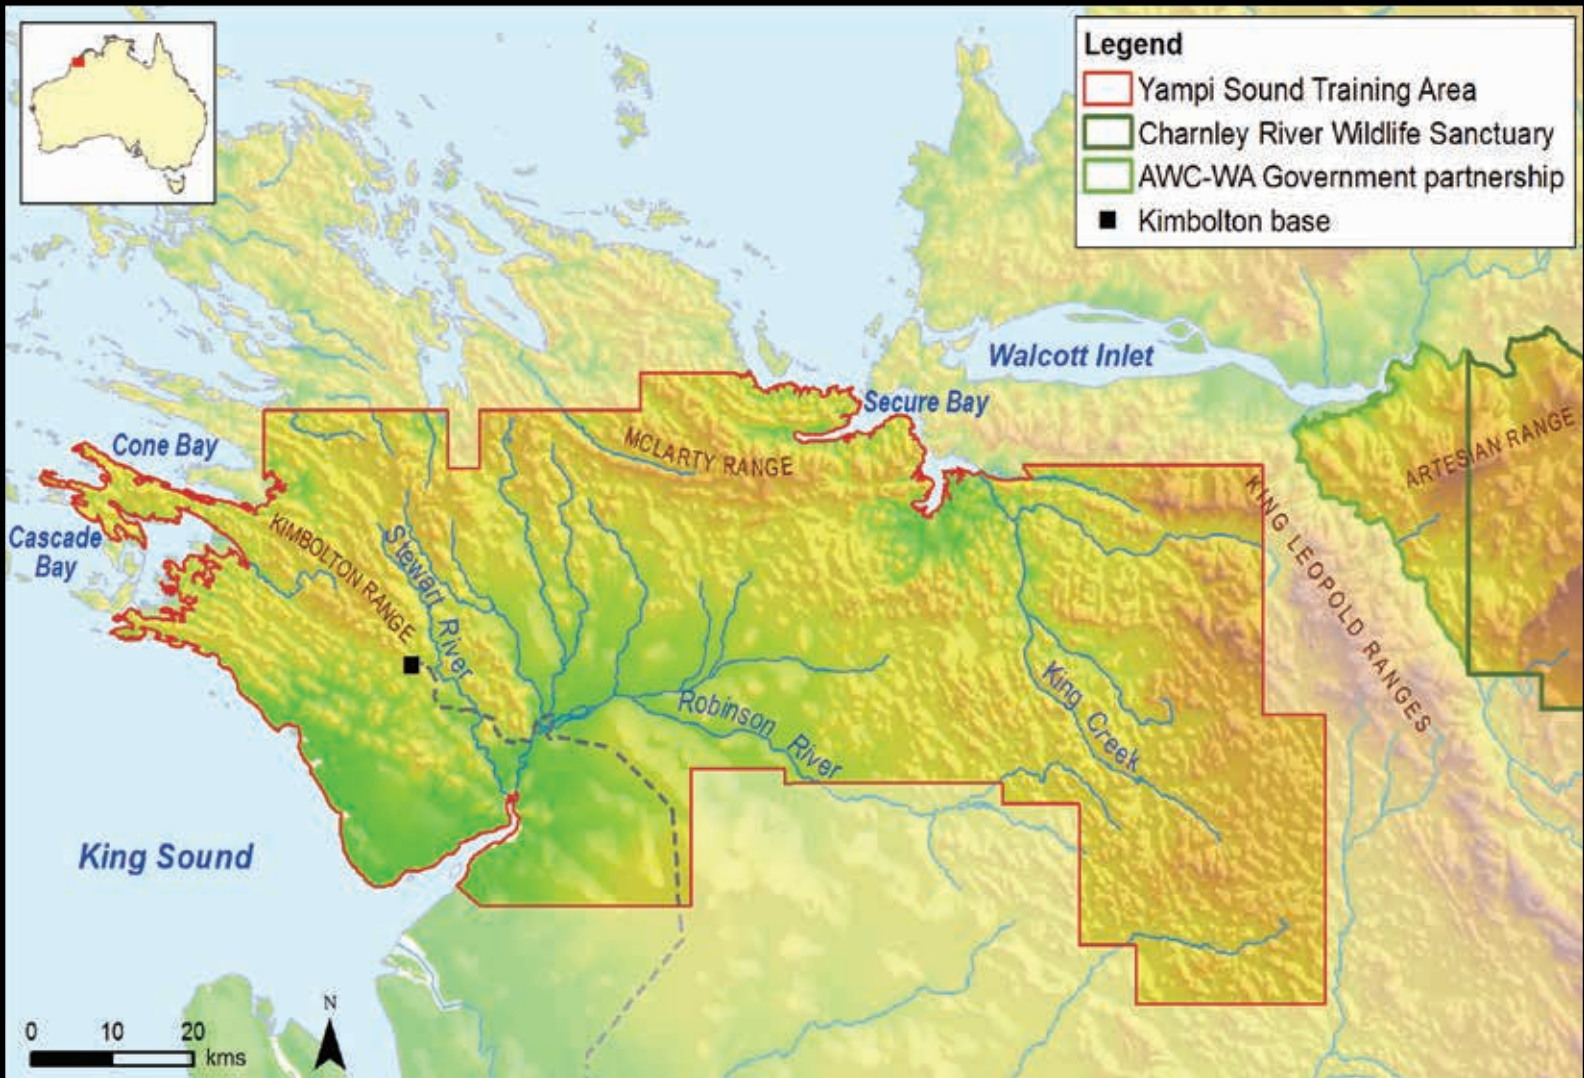 Legend
Yampi Sound Training Area
Charnley River Wildlife Sanctuary
AWC-WA Government partnership
Kimbolton base
Walcott Inlet
Secure Bay
Cone Bay
MCLARTY RANGE
ARTESIAN RANGE
KING LEOPOLD RANGES
Cascade
Bay
KIMBOLTON RANGE
Stewart River
Robinson River
King Creek
King Sound
N
0 10 20
kms